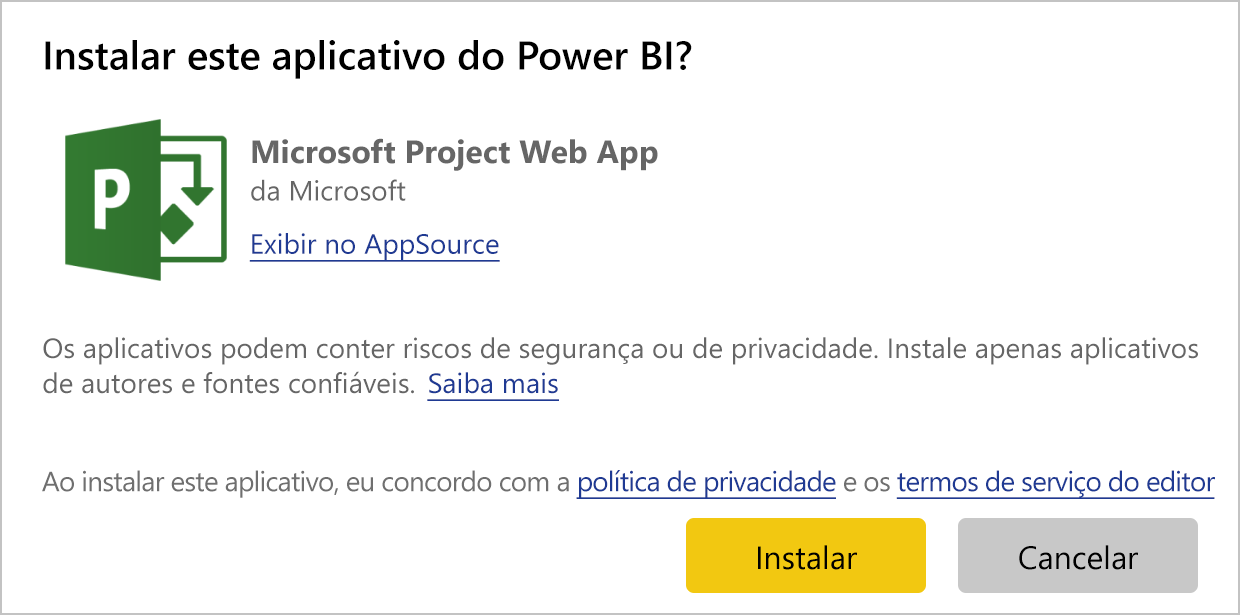 Instalar este aplicativo do Power BI?
P
Microsoft Project Web App
da Microsoft
Exibir no AppSource
Os aplicativos podem conter riscos de segurança ou de privacidade. Instale apenas aplicativos
de autores e fontes confiáveis. Saiba mais
Ao instalar este aplicativo, eu concordo com a política de privacidade e os termos de serviço do editor
Instalar Cancelar